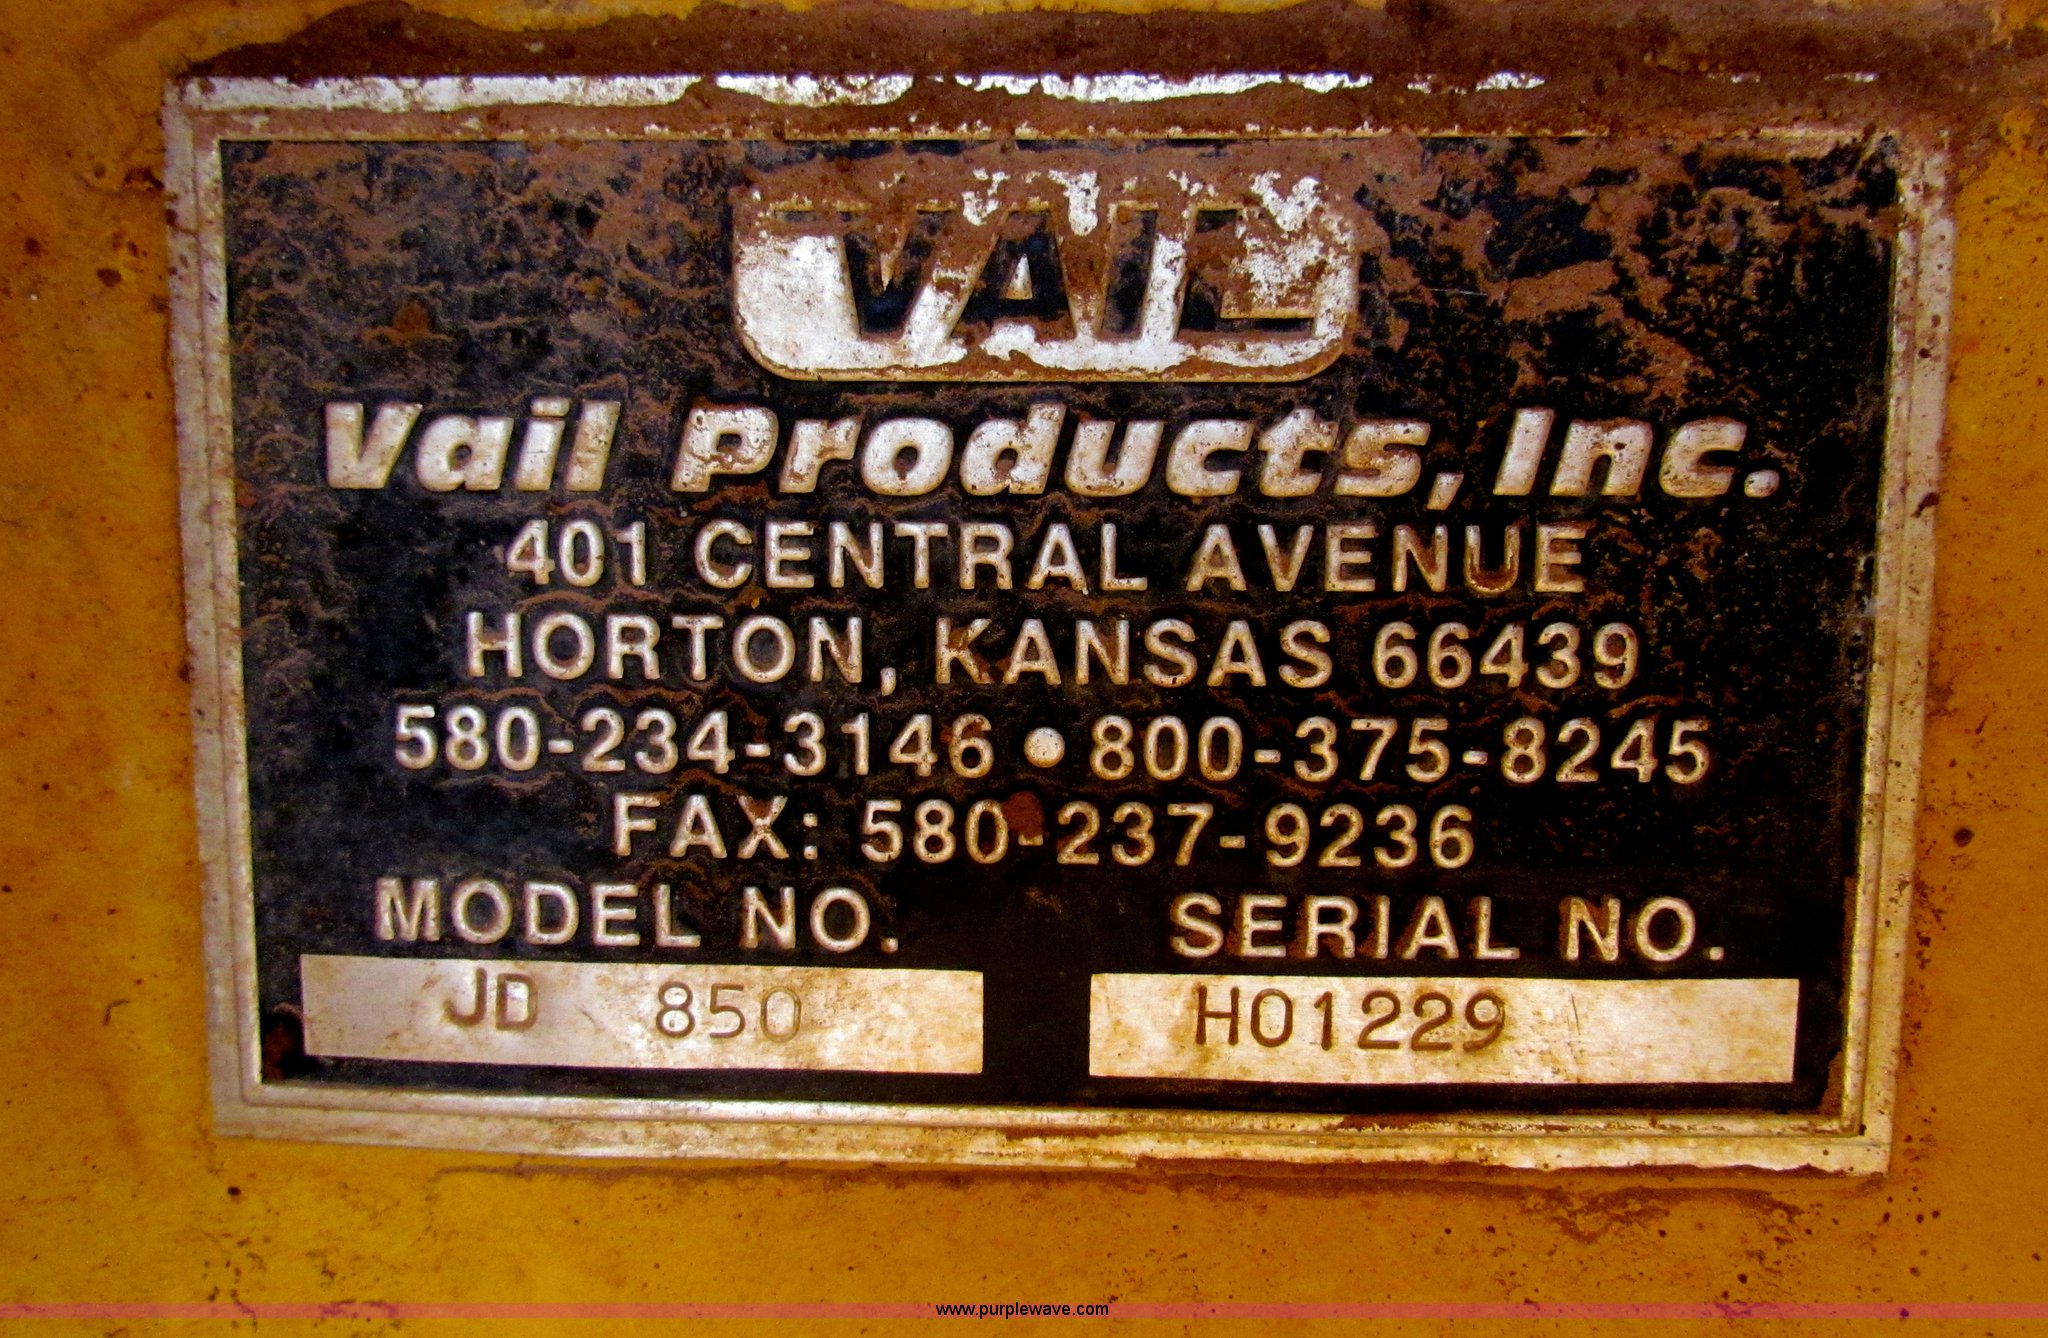 VAIL
Vail Products, Inc.
401 CENTRAL AVENUE
HORTON, KANSAS 66439
580-234-3146 • 800-375-8245
FAX: 580-237-9236
MODEL NO. SERIAL NO.
JD 850 H01229
www.purplewave.com